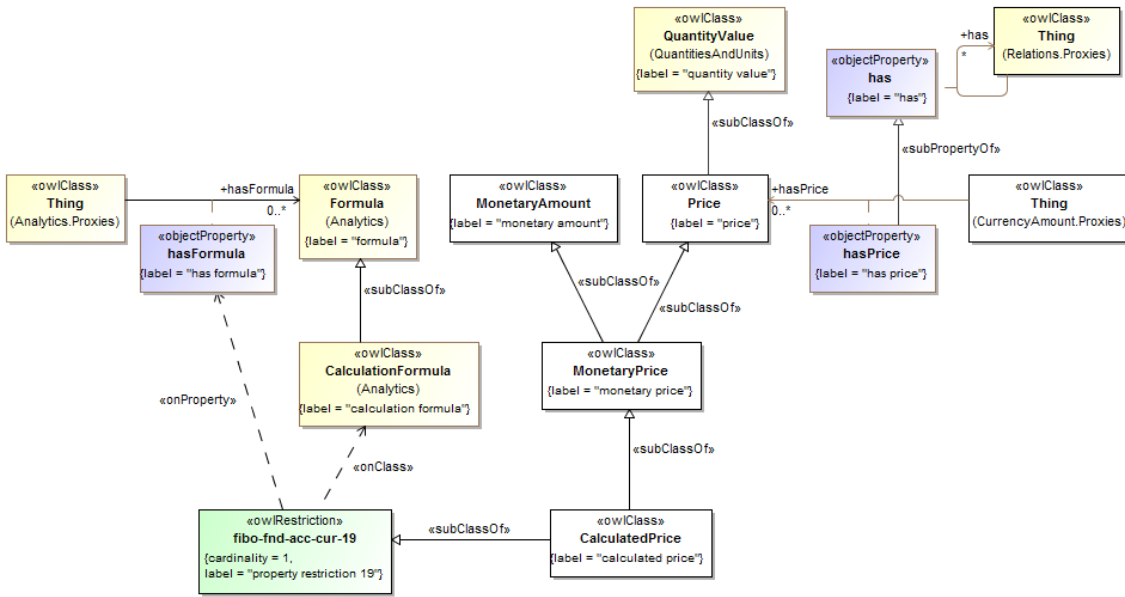 «owlClass»
QuantityValue
(QuantitiesAndUnits)
{label = "quantity value"}
«objectProperty»
has
{label = "has"}
+has
*
«owlClass»
Thing
(Relations.Proxies)
«subClassOf»
«subPropertyOf»
«owlClass»
Thing
(Analytics.Proxies)
+hasFormula
0..*
«owlClass»
Formula
(Analytics)
{label = "formula"}
«owlClass»
MonetaryAmount
{label = "monetary amount"}
«owlClass»
Price
{label = "price"}
+hasPrice
0..*
«owlClass»
Thing
(CurrencyAmount.Proxies)
«objectProperty»
hasFormula
{label = "has formula"}
«objectProperty»
hasPrice
{label = "has price"}
«subClassOf»
«subClassOf»
«subClassOf»
«owlClass»
CalculationFormula
(Analytics)
{label = "calculation formula"}
«owlClass»
MonetaryPrice
{label = "monetary price"}
«onProperty»
«onClass»
«subClassOf»
«owlRestriction»
fibo-fnd-acc-cur-19
{cardinality = 1,
label = "property restriction 19"}
«subClassOf»
«owlClass»
CalculatedPrice
{label = "calculated price"}